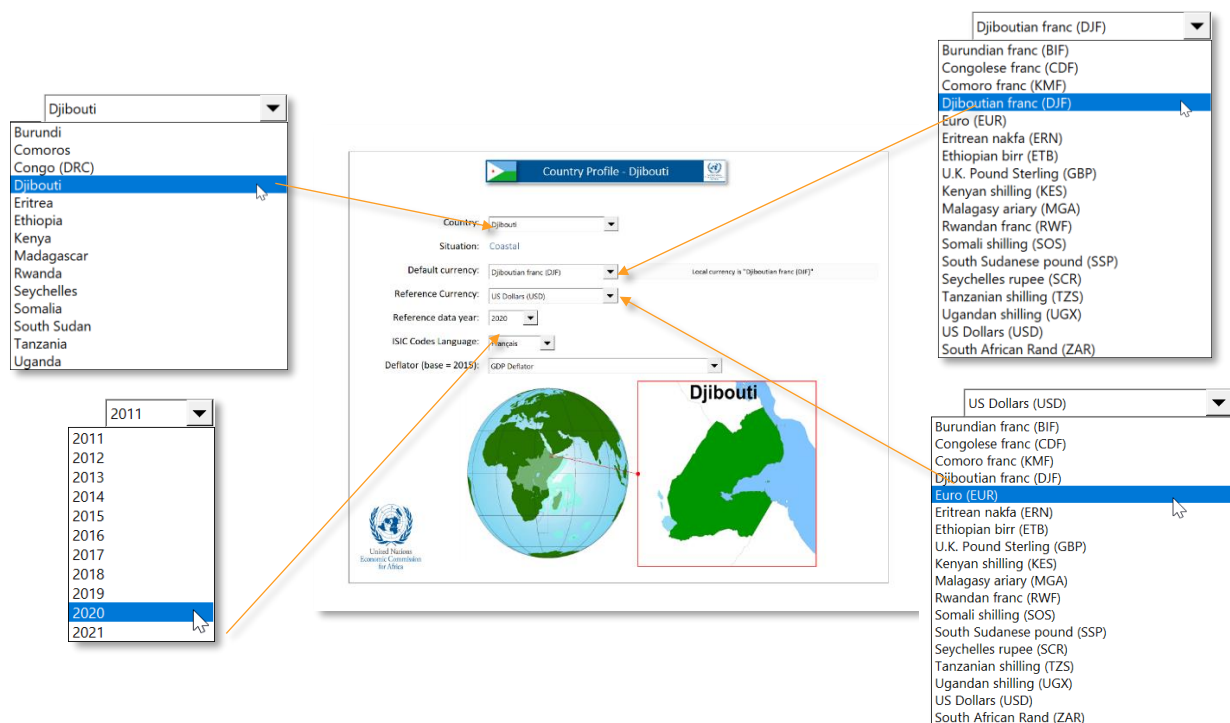 Djibouti
Burundi
Comoros
Congo (DRC)
Djibouti
Eritrea
Ethiopia
Kenya
Madagascar
Rwanda
Seychelles
Somalia
South Sudan
Tanzania
Uganda
2011
2011
2012
2013
2014
2015
2016
2017
2018
2019
2020
2021
Country Profile - Djibouti
Country: Djibouti
Situation: Coastal
Default currency: Djiboutian franc (DJF) Local currency is "Djiboutian franc (DJF)"
Reference Currency: US Dollars (USD)
Reference data year: 2020
ISIC Codes Language: Français
Deflator (base = 2015): GDP Deflator
Djibouti
United Nations
Economic Commission
for Africa
Djiboutian franc (DJF)
Burundian franc (BIF)
Congolese franc (CDF)
Comoro franc (KMF)
Djiboutian franc (DJF)
Euro (EUR)
Eritrean nakfa (ERN)
Ethiopian birr (ETB)
U.K. Pound Sterling (GBP)
Kenyan shilling (KES)
Malagasy ariary (MGA)
Rwandan franc (RWF)
Somali shilling (SOS)
South Sudanese pound (SSP)
Seychelles rupee (SCR)
Tanzanian shilling (TZS)
Ugandan shilling (UGX)
US Dollars (USD)
South African Rand (ZAR)
US Dollars (USD)
Burundian franc (BIF)
Congolese franc (CDF)
Comoro franc (KMF)
Djiboutian franc (DJF)
Euro (EUR)
Eritrean nakfa (ERN)
Ethiopian birr (ETB)
U.K. Pound Sterling (GBP)
Kenyan shilling (KES)
Malagasy ariary (MGA)
Rwandan franc (RWF)
Somali shilling (SOS)
South Sudanese pound (SSP)
Seychelles rupee (SCR)
Tanzanian shilling (TZS)
Ugandan shilling (UGX)
US Dollars (USD)
South African Rand (ZAR)